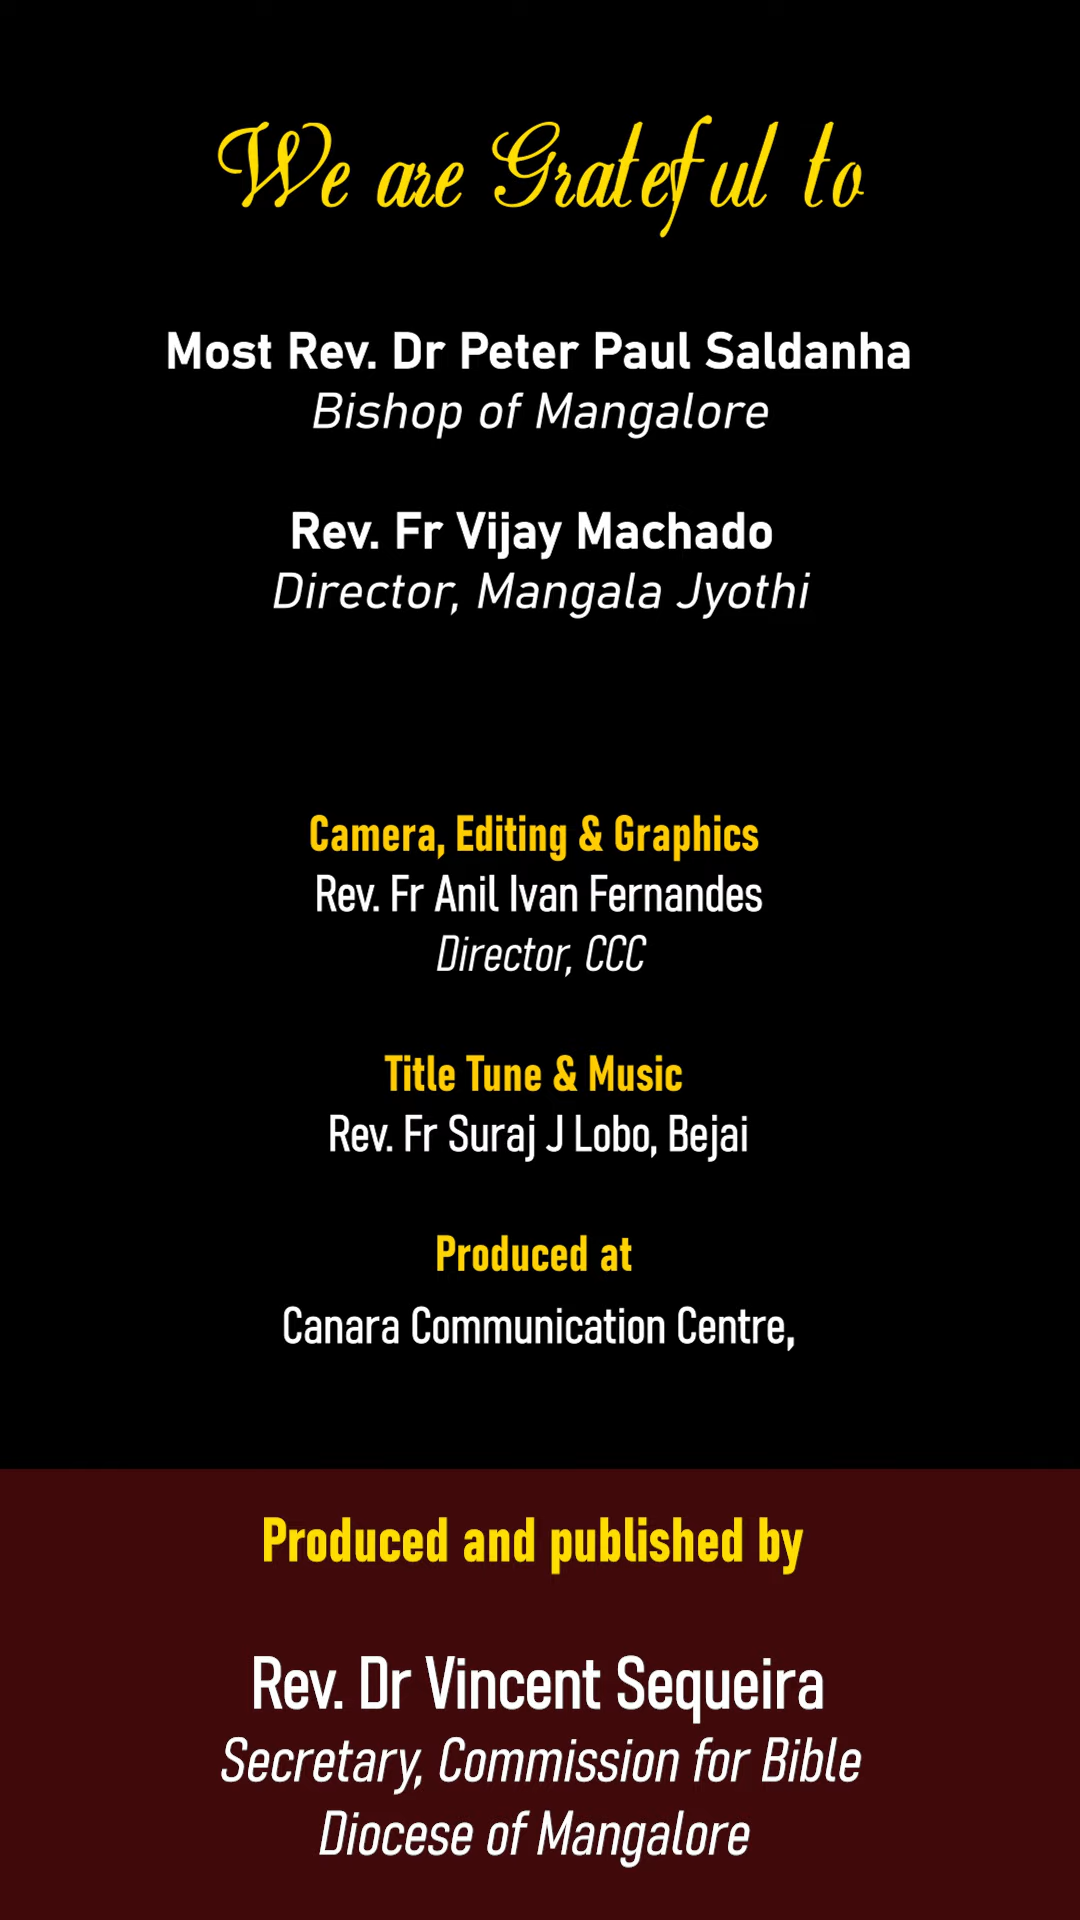 We are Grateful to
Most Rev. Dr Peter Paul Saldanha
Bishop of Mangalore
Rev. Fr Vijay Machado
Director, Mangala Jyothi
Camera, Editing & Graphics
Rev. Fr Anil Ivan Fernandes
Director, CCC
Title Tune & Music
Rev. Fr Suraj J Lobo, Bejai
Produced at
Canara Communication Centre,
Produced and published by
Rev. Dr Vincent Sequeira
Secretary, Commission for Bible
Diocese of Mangalore